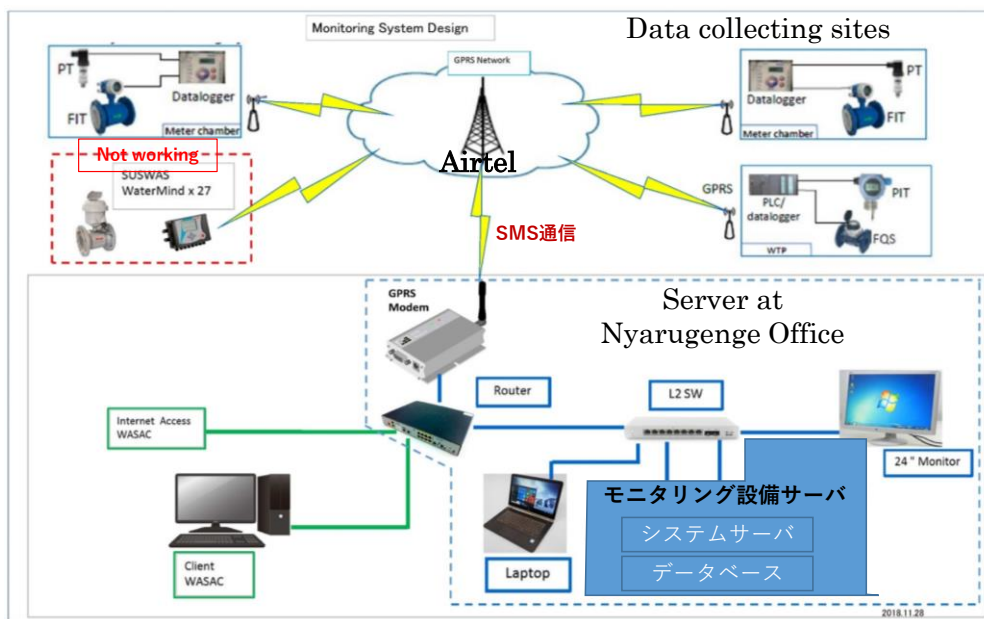 Monitoring System Design
Data collecting sites
GPRS Network
PT
Datalogger
FIT
Meter chamber
PT
Datalogger
FIT
Meter chamber
Airtel
Not working
SUSWAS
WaterMind x 27
GPRS
PLC/
datalogger
PIT
FQS
WTP
SMS通信
GPRS
Modem
Server at
Nyarugenge Office
Router
L2 SW
Internet Access
WASAC
24 " Monitor
モニタリング設備サーバ
システムサーバ
データベース
Client
WASAC
Laptop
2018.11.28